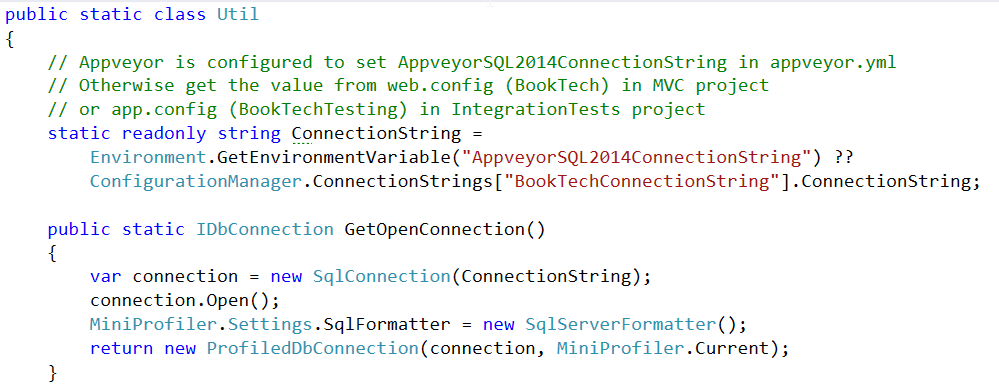 public static class Util
{
    // Appveyor is configured to set AppveyorSQL2014ConnectionString in appveyor.yml
    // Otherwise get the value from web.config (BookTech) in MVC project
    // or app.config (BookTechTesting) in IntegrationTests project
    static readonly string ConnectionString =
        Environment.GetEnvironmentVariable("AppveyorSQL2014ConnectionString") ??
        ConfigurationManager.ConnectionStrings["BookTechConnectionString"].ConnectionString;

    public static IDbConnection GetOpenConnection()
    {
        var connection = new SqlConnection(ConnectionString);
        connection.Open();
        MiniProfiler.Settings.SqlFormatter = new SqlServerFormatter();
        return new ProfiledDbConnection(connection, MiniProfiler.Current);
    }